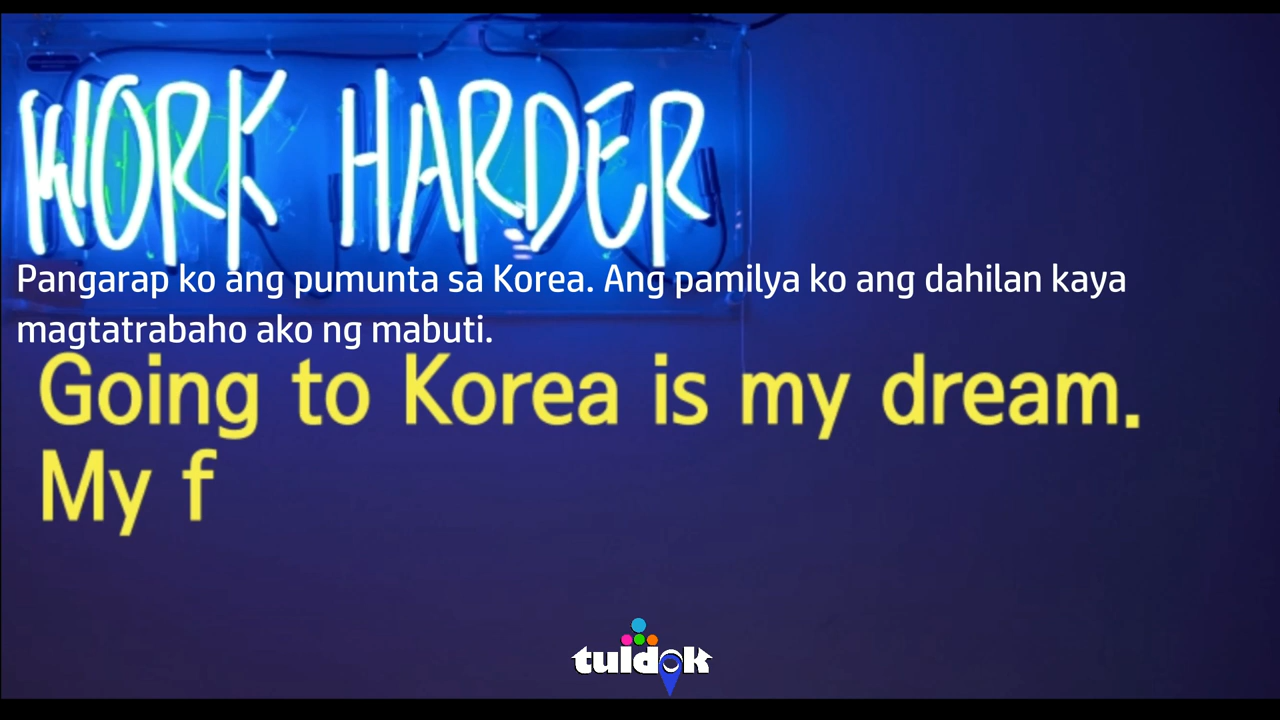 WORK HARDER
Pangarap ko ang pumunta sa Korea. Ang pamilya ko ang dahilan kaya
magtatrabaho ako ng mabuti.
Going to Korea is my dream.
My f
tuldok